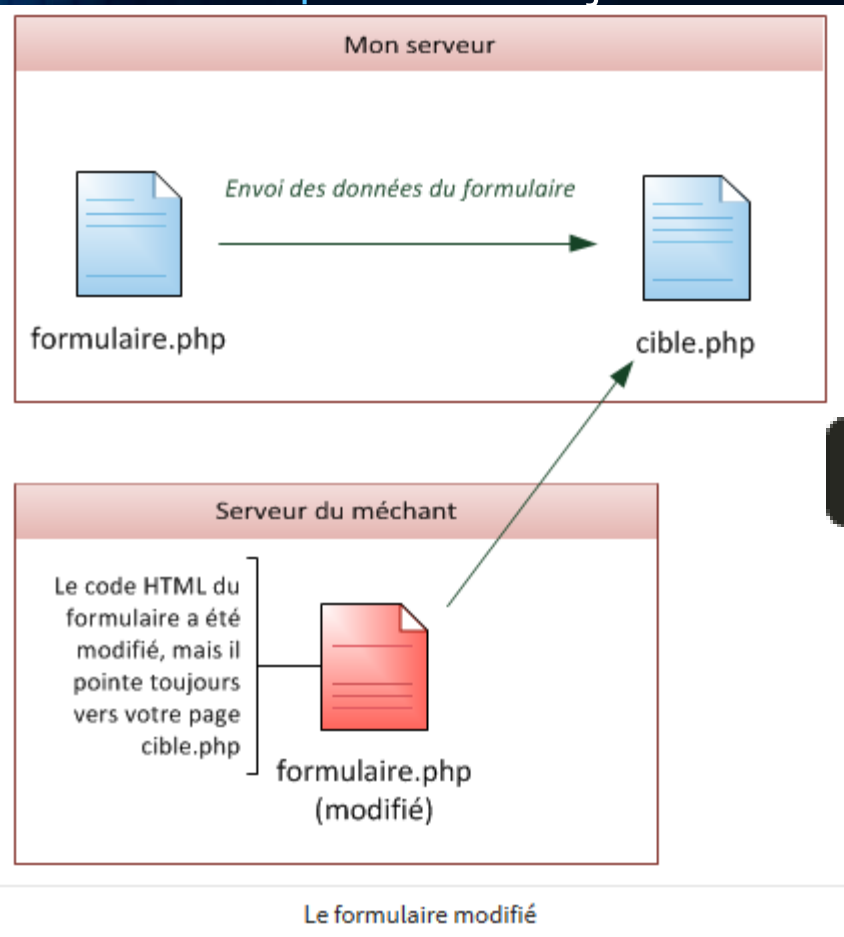 Mon serveur
Envoi des données du formulaire
formulaire.php
cible.php
Serveur du méchant
Le code HTML du
formulaire a été
modifié, mais il
pointe toujours
vers votre page
cible.php
formulaire.php
(modifié)
Le formulaire modifié